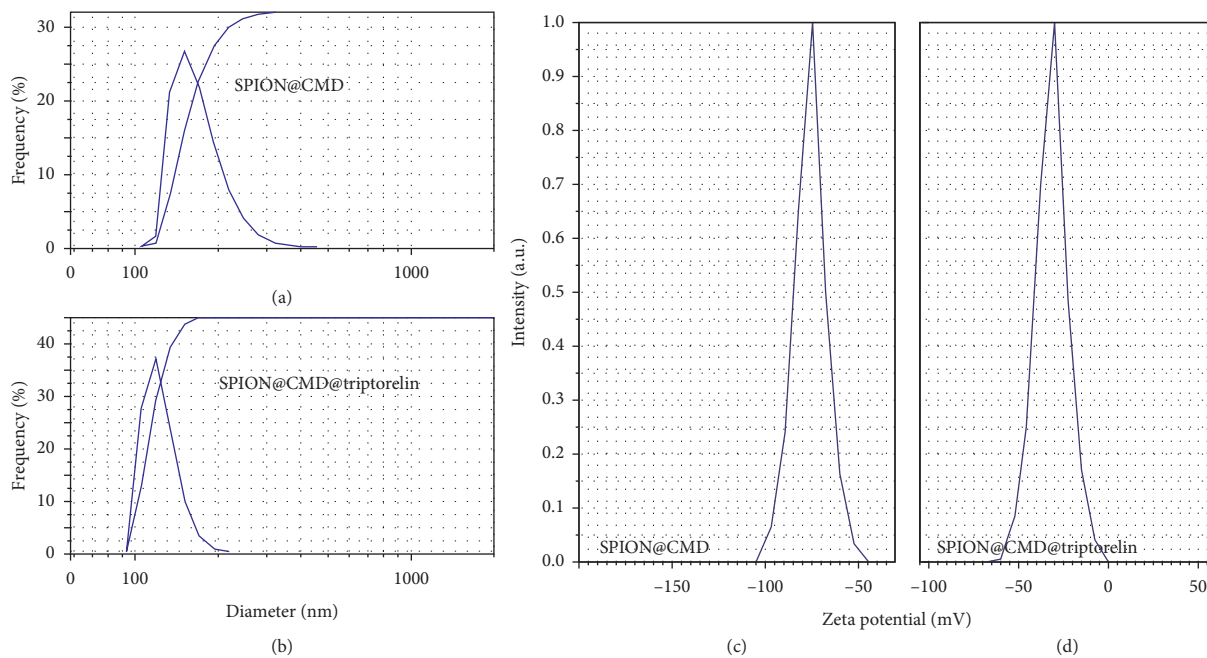 Frequency (%)
30
20
10
0
SPION@CMD
0
100
1000
(a)
Frequency (%)
40
30
40
10
0
SPION@CMD@triptorelin
0
100
1000
Diameter (nm)
(b)
Intensity (a.u.)
1.0
0.9
0.8
0.7
0.6
0.5
0.4
0.3
0.2
0.1
0.0
SPION@CMD
−150
−100
−50
SPION@CMD@triptorelin
−100
−50
0
50
Zeta potential (mV)
(c)
(d)